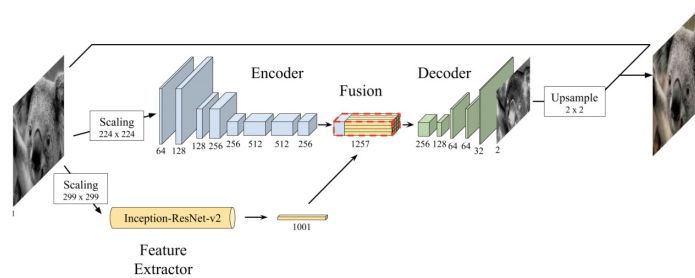 Encoder
Fusion
Decoder
Scaling
224 x 224
Upsample
2 x 2
64 128 128 256 256 512 512 256
1257
256 128 64 64 32 2
1
Scaling
299 x 299
Inception-ResNet-v2
1001
Feature
Extractor